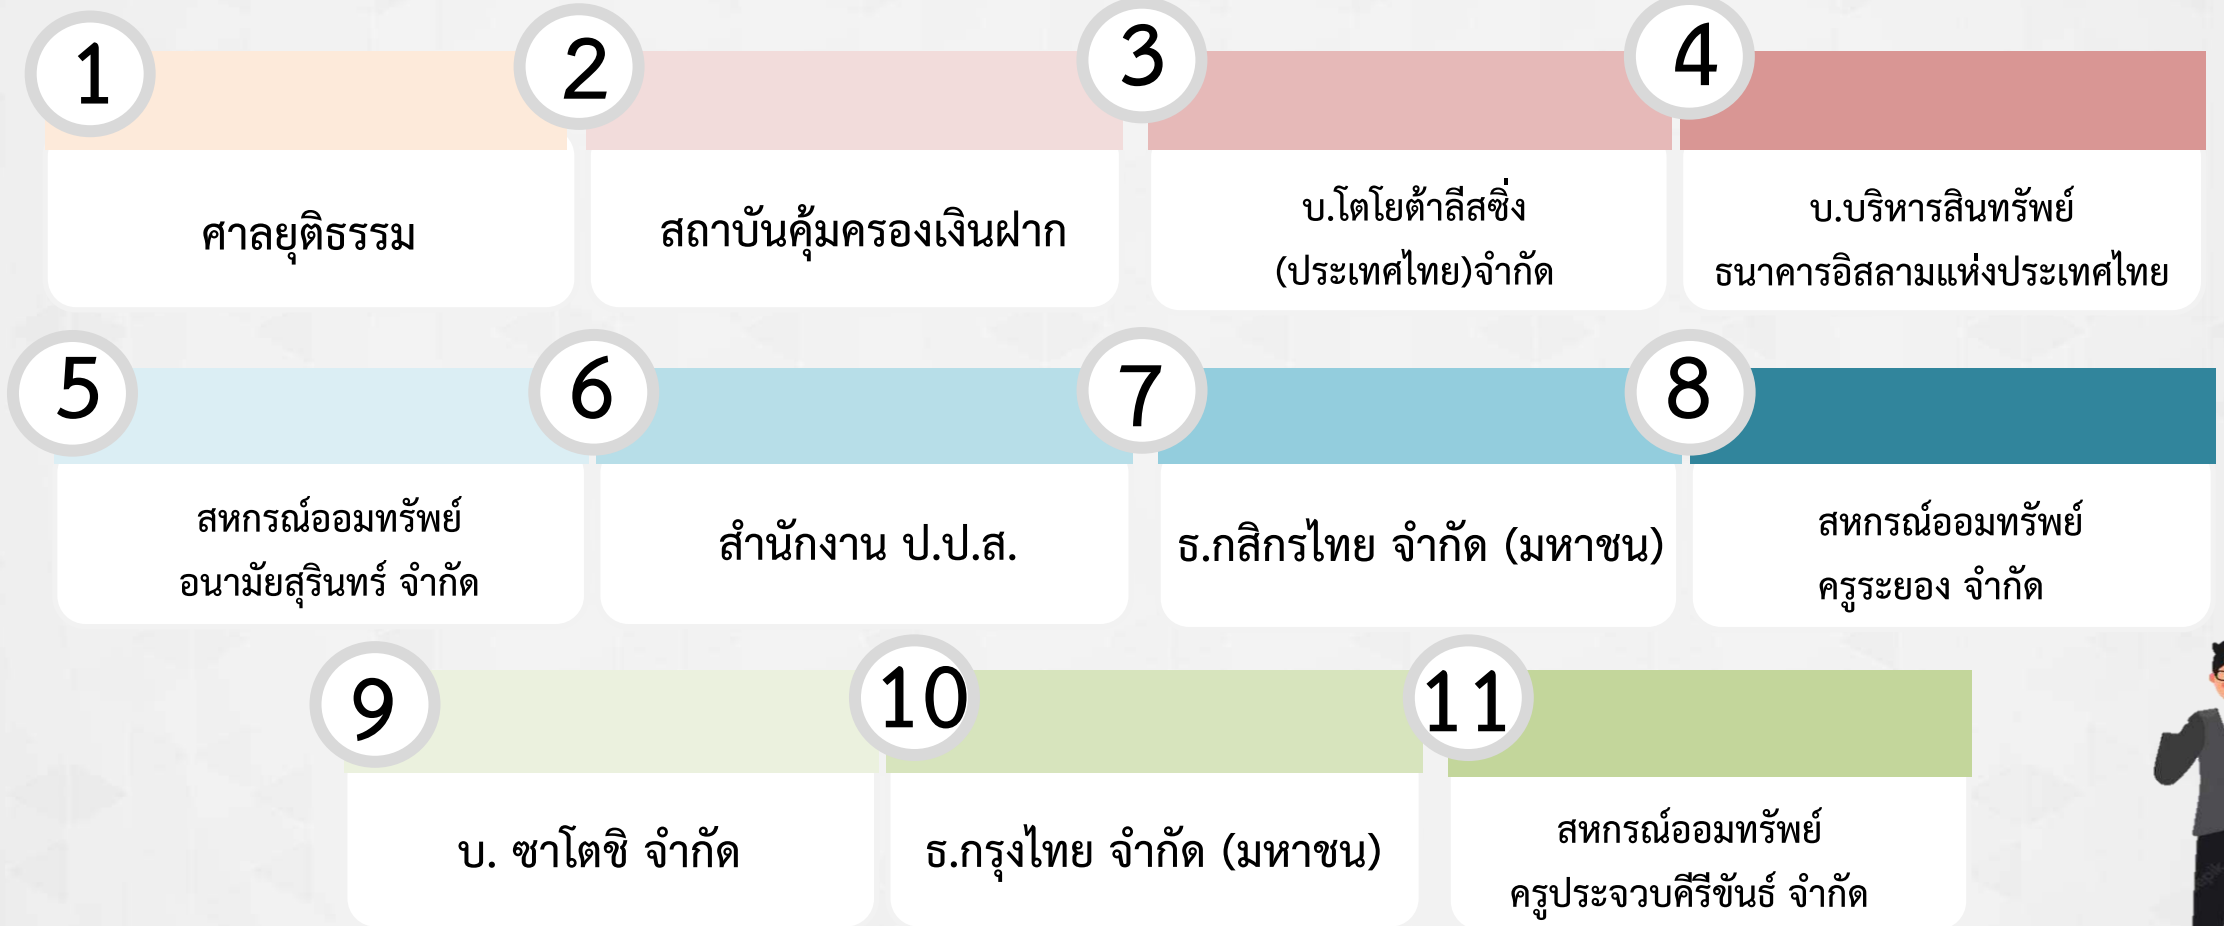 1
ศาลยุติธรรม
2
สถาบันคุ้มครองเงินฝาก
3
บ.โตโยต้าลีสซิ่ง
(ประเทศไทย)จำกัด
4
บ.บริหารสินทรัพย์
ธนาคารอิสลามแห่งประเทศไทย
5
สหกรณ์ออมทรัพย์
อนามัยสุรินทร์ จำกัด
6
สำนักงาน ป.ป.ส.
7
ธ.กสิกรไทย จำกัด (มหาชน)
8
สหกรณ์ออมทรัพย์
ครูระยอง จำกัด
9
บ. ซาโตชิ จำกัด
10
ธ.กรุงไทย จำกัด (มหาชน)
11
สหกรณ์ออมทรัพย์
ครูประจวบคีรีขันธ์ จำกัด